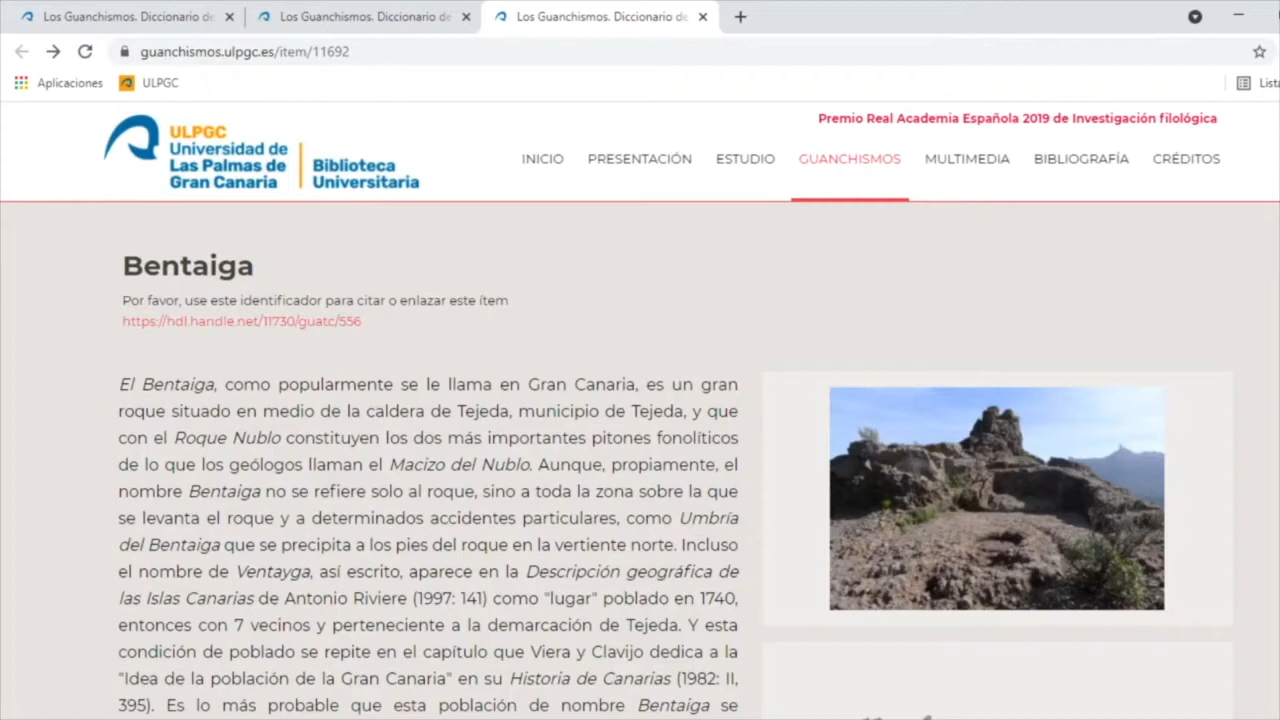 Los Guanchismos. Diccionario de
Los Guanchismos. Diccionario de
Los Guanchismos. Diccionario de
guanchismos.ulpgc.es/item/11692
Aplicaciones
ULPGC
Lista
Premio Real Academia Española 2019 de Investigación filológica
ULPGC
Universidad de
Las Palmas de
Gran Canaria
Biblioteca
Universitaria
INICIO
PRESENTACIÓN
ESTUDIO
GUANCHISMOS
MULTIMEDIA
BIBLIOGRAFÍA
CRÉDITOS
Bentaiga
Por favor, use este identificador para citar o enlazar este ítem
https://hdl.handle.net/11730/guatc/556
El Bentaiga, como popularmente se le llama en Gran Canaria, es un gran
roque situado en medio de la caldera de Tejeda, municipio de Tejeda, y que
con el Roque Nublo constituyen los dos más importantes pitones fonolíticos
de lo que los geólogos llaman el Macizo del Nublo. Aunque, propiamente, el
nombre Bentaiga no se refiere solo al roque, sino a toda la zona sobre la que
se levanta el roque y a determinados accidentes particulares, como Umbría
del Bentaiga que se precipita a los pies del roque en la vertiente norte. Incluso
el nombre de Ventayga, así escrito, aparece en la Descripción geográfica de
las Islas Canarias de Antonio Riviere (1997: 141) como "lugar" poblado en 1740,
entonces con 7 vecinos y perteneciente a la demarcación de Tejeda. Y esta
condición de poblado se repite en el capítulo que Viera y Clavijo dedica a la
"Idea de la población de la Gran Canaria" en su Historia de Canarias (1982: II,
395). Es lo más probable que esta población de nombre Bentaiga se